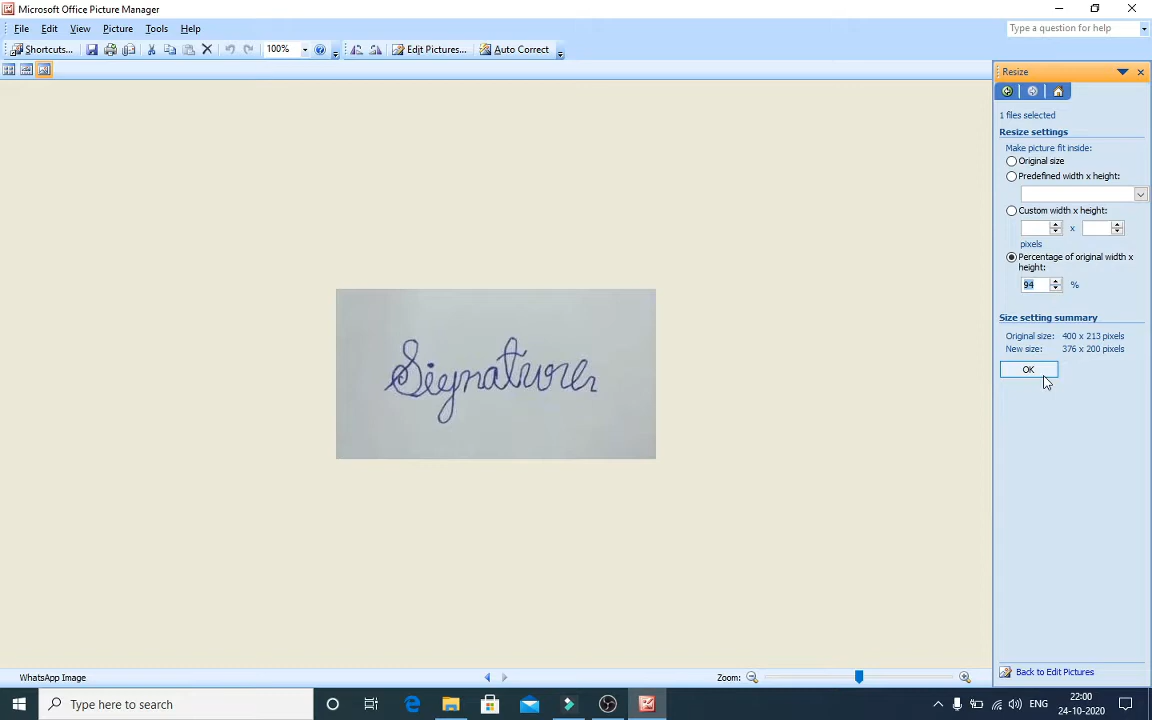 Microsoft Office Picture Manager
File Edit View Picture Tools Help
Type a question for help
Shortcuts... 100% Edit Pictures... Auto Correct
Resize
1 files selected
Resize settings
Make picture fit inside:
Original size
Predefined width x height:
Custom width x height:
x
pixels
Percentage of original width x
height:
94 %
Size setting summary
Original size: 400 x 213 pixels
New size: 376 x 200 pixels
OK
Signature
Back to Edit Pictures
WhatsApp Image Zoom:
Type here to search ENG 22:00
24-10-2020